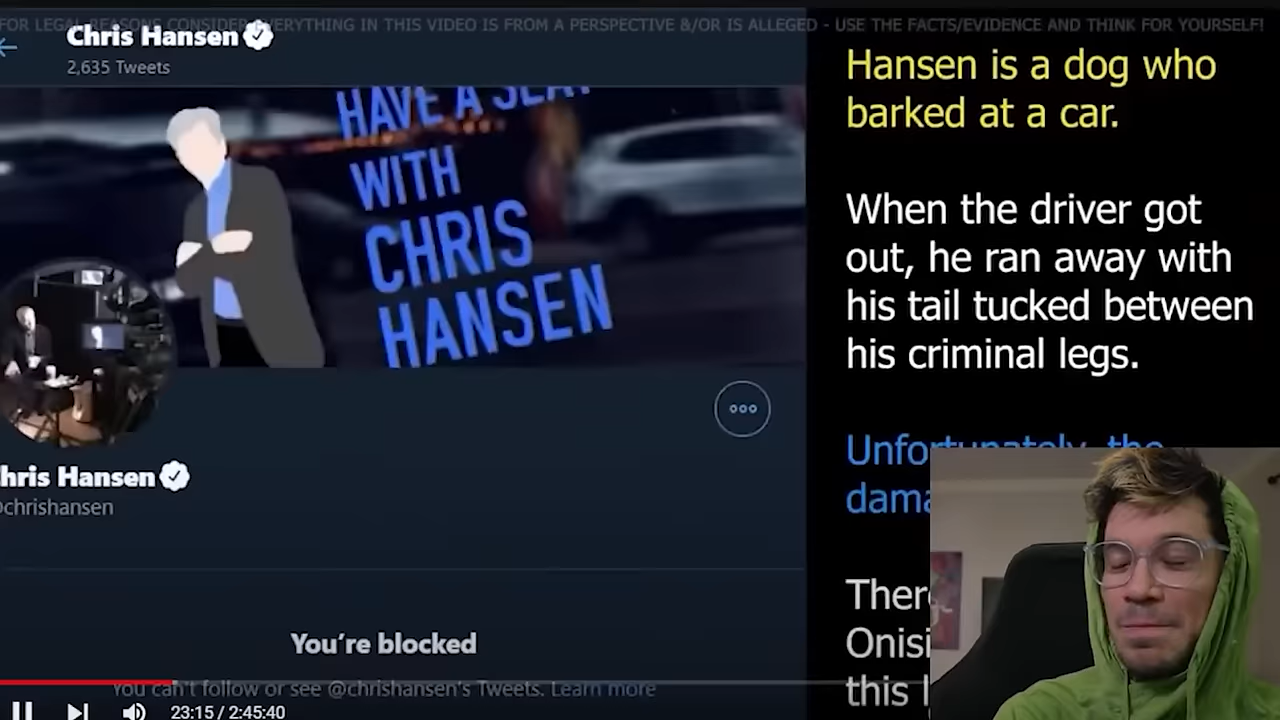 FOR LEGAL REASONS CONSIDER EVERYTHING IN THIS VIDEO IS FROM A PERSPECTIVE &/OR IS ALLEGED - USE THE FACTS/EVIDENCE AND THINK FOR YOURSELF!
Chris Hansen
2,635 Tweets
HAVE A SEAT
WITH
CHRIS
HANSEN
hris Hansen
@chrishansen
You're blocked
You can't follow or see @chrishansen's Tweets. Learn more
23:15 / 2:45:40
Hansen is a dog who
barked at a car.
When the driver got
out, he ran away with
his tail tucked between
his criminal legs.
Unfortunately, the
dama
Ther
Onisi
this